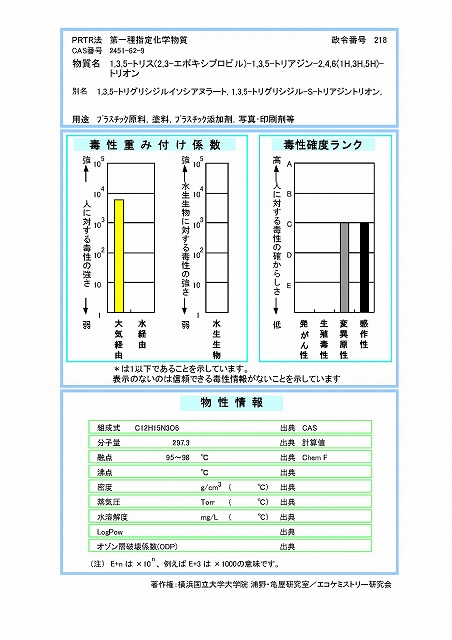 PRTR法 第一種指定化学物質 政令番号 218
CAS番号 2451-62-9
物質名 1,3,5-トリス(2,3-エポキシプロピル)-1,3,5-トリアジン-2,4,6(1H,3H,5H)-
トリオン
別名 1,3,5-トリグリシジルイソシアヌラート, 1,3,5-トリグリシジル-S-トリアジントリオン,
用途 プラスチック原料, 塗料, プラスチック添加剤, 写真・印刷剤等
毒性重み付け係数
強 10^5 10^4 10^3 10^2 10 1 弱
人に対する毒性の強さ
大気経由 水経由
強 10^5 10^4 10^3 10^2 10 1 弱
水生生物に対する毒性の強さ
水生生物
毒性確度ランク
高 A B C D E 低
人に対する毒性の確からしさ
発がん性 生殖毒性 変異原性 感作性
*は1以下であることを示しています。
表示のないのは信頼できる毒性情報がないことを示しています
物性情報
組成式 C12H15N3O6 出典 CAS
分子量 297.3 出典 計算値
融点 95~98 ℃ 出典 Chem F
沸点 ℃ 出典
密度 g/cm3 ( ℃) 出典
蒸気圧 Torr ( ℃) 出典
水溶解度 mg/L ( ℃) 出典
LogPow 出典
オゾン層破壊係数(ODP) 出典
(注) E+n は ×10^n、例えば E+3 は ×1000の意味です。
著作権:横浜国立大学大学院 浦野・亀屋研究室/エコケミストリー研究会